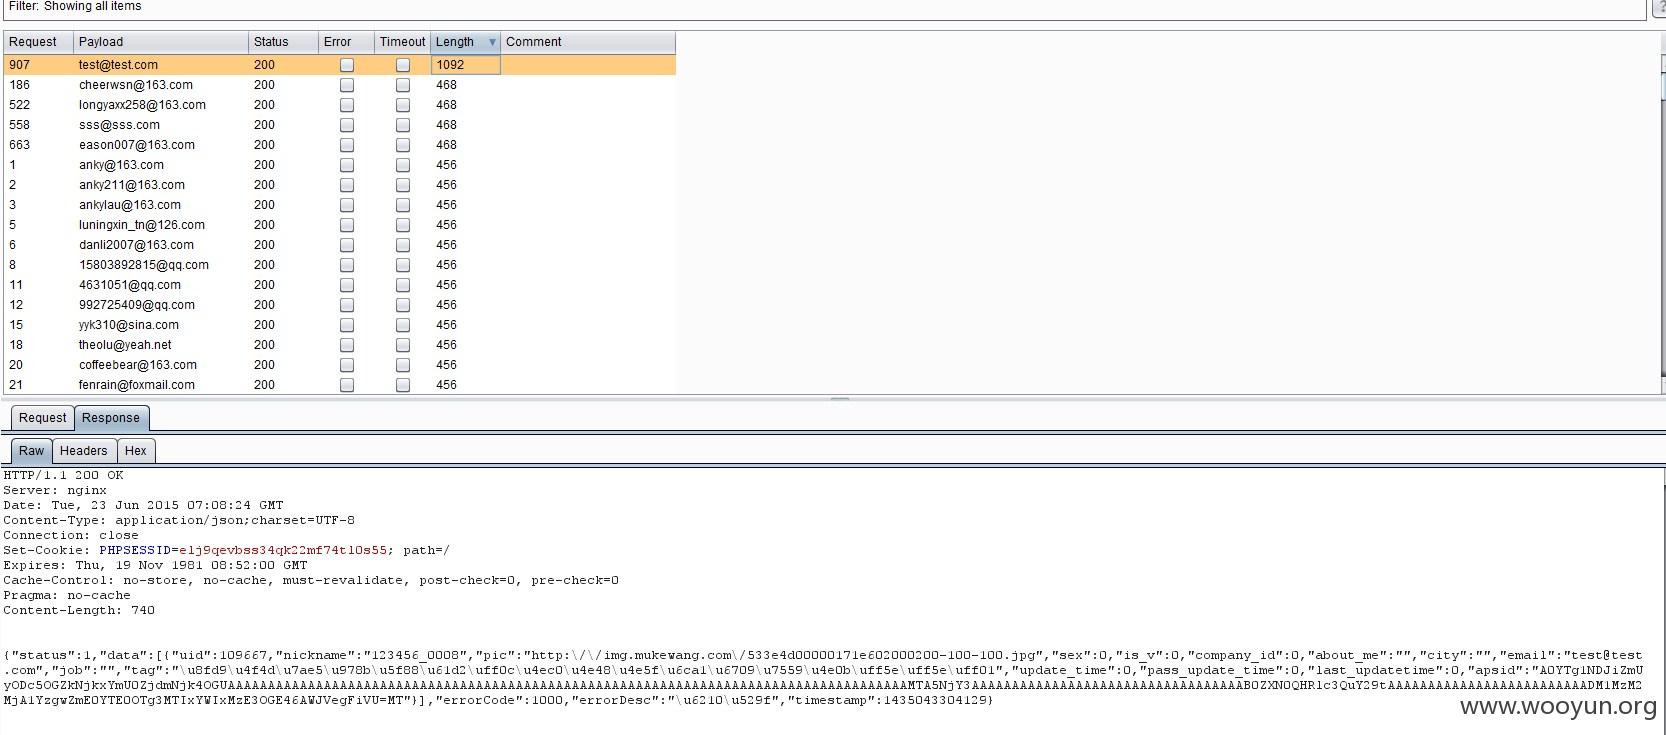 Filter: Showing all items
?
Request Payload Status Error Timeout Length Comment
907 test@test.com 200 1092
186 cheerwsn@163.com 200 468
522 longyaxx258@163.com 200 468
558 sss@sss.com 200 468
663 eason007@163.com 200 468
1 anky@163.com 200 456
2 anky211@163.com 200 456
3 ankylau@163.com 200 456
5 luningxin_tn@126.com 200 456
6 danli2007@163.com 200 456
8 15803892815@qq.com 200 456
11 4631051@qq.com 200 456
12 992725409@qq.com 200 456
15 yyk310@sina.com 200 456
18 theolu@yeah.net 200 456
20 coffeebear@163.com 200 456
21 fenrain@foxmail.com 200 456
Request Response
Raw Headers Hex
HTTP/1.1 200 OK
Server: nginx
Date: Tue, 23 Jun 2015 07:08:24 GMT
Content-Type: application/json;charset=UTF-8
Connection: close
Set-Cookie: PHPSESSID=elj9qevbss34qk22mf74tl0s55; path=/
Expires: Thu, 19 Nov 1981 08:52:00 GMT
Cache-Control: no-store, no-cache, must-revalidate, post-check=0, pre-check=0
Pragma: no-cache
Content-Length: 740
{"status":1,"data":[{"uid":109667,"nickname":"123456_0008","pic":"http:\/\/img.mukewang.com\/533e4d00000171e602000200-100-100.jpg","sex":0,"is_v":0,"company_id":0,"about_me":"","city":"","email":"test@test
.com","job":"","tag":"\u8fd9\u4f4d\u7ae5\u978b\u5f88\u61d2\uff0c\u4ec0\u4e48\u4e5f\u6ca1\u6709\u7559\u4e0b\uff5e\uff5e\uff01","update_time":0,"pass_update_time":0,"last_updatetime":0,"apsid":"A0YTg1NDJiZmU
"}],"errorCode":1000,"errorDesc":"\u6210\u529f","timestamp":1435043304129}
www.wooyun.org